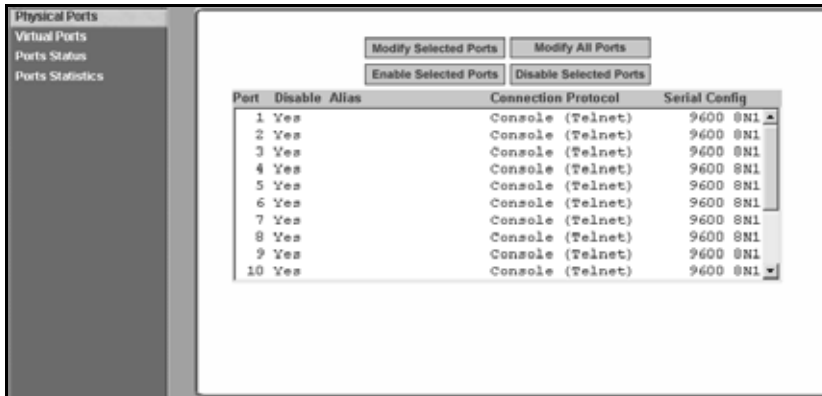 Physical Ports
Virtual Ports
Ports Status
Ports Statistics
Modify Selected Ports Modify All Ports
Enable Selected Ports Disable Selected Ports
Port Disable Alias Connection Protocol Serial Config
1 Yes Console (Telnet) 9600 8N1
2 Yes Console (Telnet) 9600 8N1
3 Yes Console (Telnet) 9600 8N1
4 Yes Console (Telnet) 9600 8N1
5 Yes Console (Telnet) 9600 8N1
6 Yes Console (Telnet) 9600 8N1
7 Yes Console (Telnet) 9600 8N1
8 Yes Console (Telnet) 9600 8N1
9 Yes Console (Telnet) 9600 8N1
10 Yes Console (Telnet) 9600 8N1